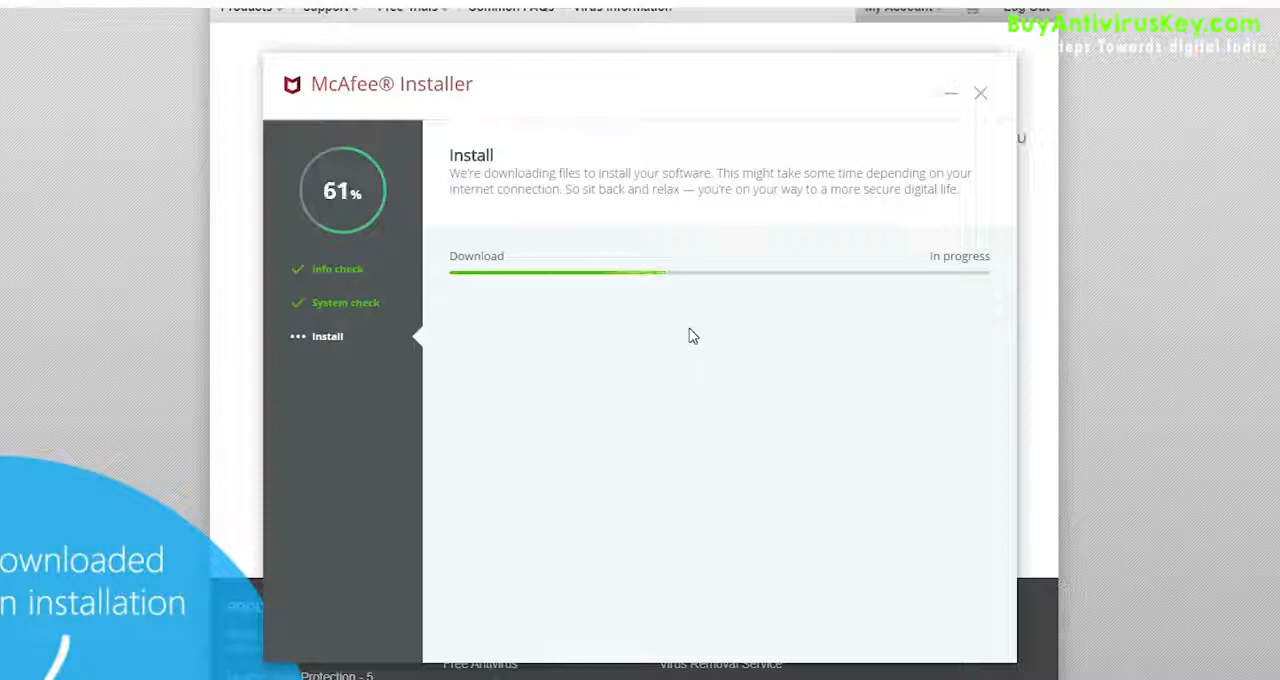 Products Support Free Trials Common FAQs Virus Information My Account Log Out
BuyAntivirusKey.com
Steps Towards digital India
McAfee® Installer
U
61%
Info check
System check
Install
Install
We're downloading files to install your software. This might take some time depending on your
Internet connection. So sit back and relax — you're on your way to a more secure digital life.
Download In progress
ownloaded
n installation
Free Antivirus Virus Removal Service
Protection - 5